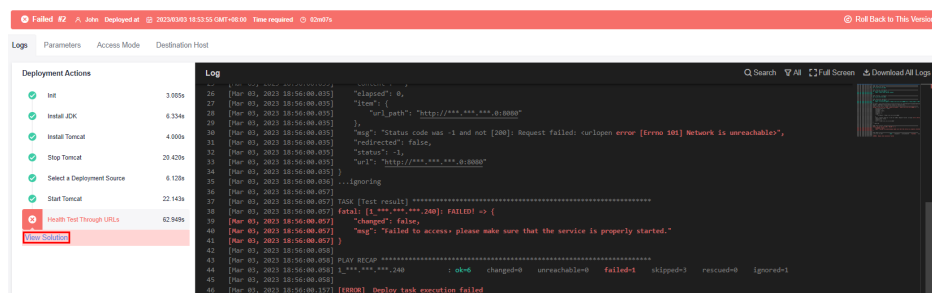 Failed #2 John Deployed at 2023/03/03 18:53:55 GMT+08:00 Time required 02m07s Roll Back to This Version
Logs Parameters Access Mode Destination Host
Deployment Actions
Init 3.085s
Install JDK 6.334s
Install Tomcat 4.000s
Stop Tomcat 20.420s
Select a Deployment Source 6.128s
Start Tomcat 22.143s
Health Test Through URLs 62.949s
View Solution
Log Search All Full Screen Download All Logs
26 [Mar 03, 2023 18:56:00.035] "elapsed": 0,
27 [Mar 03, 2023 18:56:00.035] "item": {
28 [Mar 03, 2023 18:56:00.035] "url_path": "http://***.***.***.0:8080"
29 [Mar 03, 2023 18:56:00.035] },
30 [Mar 03, 2023 18:56:00.035] "msg": "Status code was -1 and not [200]: Request failed: <urlopen error [Errno 101] Network is unreachable>",
31 [Mar 03, 2023 18:56:00.035] "redirected": false,
32 [Mar 03, 2023 18:56:00.035] "status": -1,
33 [Mar 03, 2023 18:56:00.035] "url": "http://***.***.***.0:8080"
34 [Mar 03, 2023 18:56:00.035] }
35 [Mar 03, 2023 18:56:00.036] ...ignoring
36 [Mar 03, 2023 18:56:00.057]
37 [Mar 03, 2023 18:56:00.057] TASK [Test result] *********************************************************
38 [Mar 03, 2023 18:56:00.057] fatal: [1_***.***.***.240]: FAILED! => {
39 [Mar 03, 2023 18:56:00.057] "changed": false,
40 [Mar 03, 2023 18:56:00.057] "msg": "Failed to access, please make sure that the service is properly started."
41 [Mar 03, 2023 18:56:00.057] }
42 [Mar 03, 2023 18:56:00.058]
43 [Mar 03, 2023 18:56:00.058] PLAY RECAP *****************************************************************
44 [Mar 03, 2023 18:56:00.058] 1_***.***.***.240 : ok=6 changed=0 unreachable=0 failed=1 skipped=3 rescued=0 ignored=1
45 [Mar 03, 2023 18:56:00.058]
46 [Mar 03, 2023 18:56:00.157] [ERROR] Deploy task execution failed